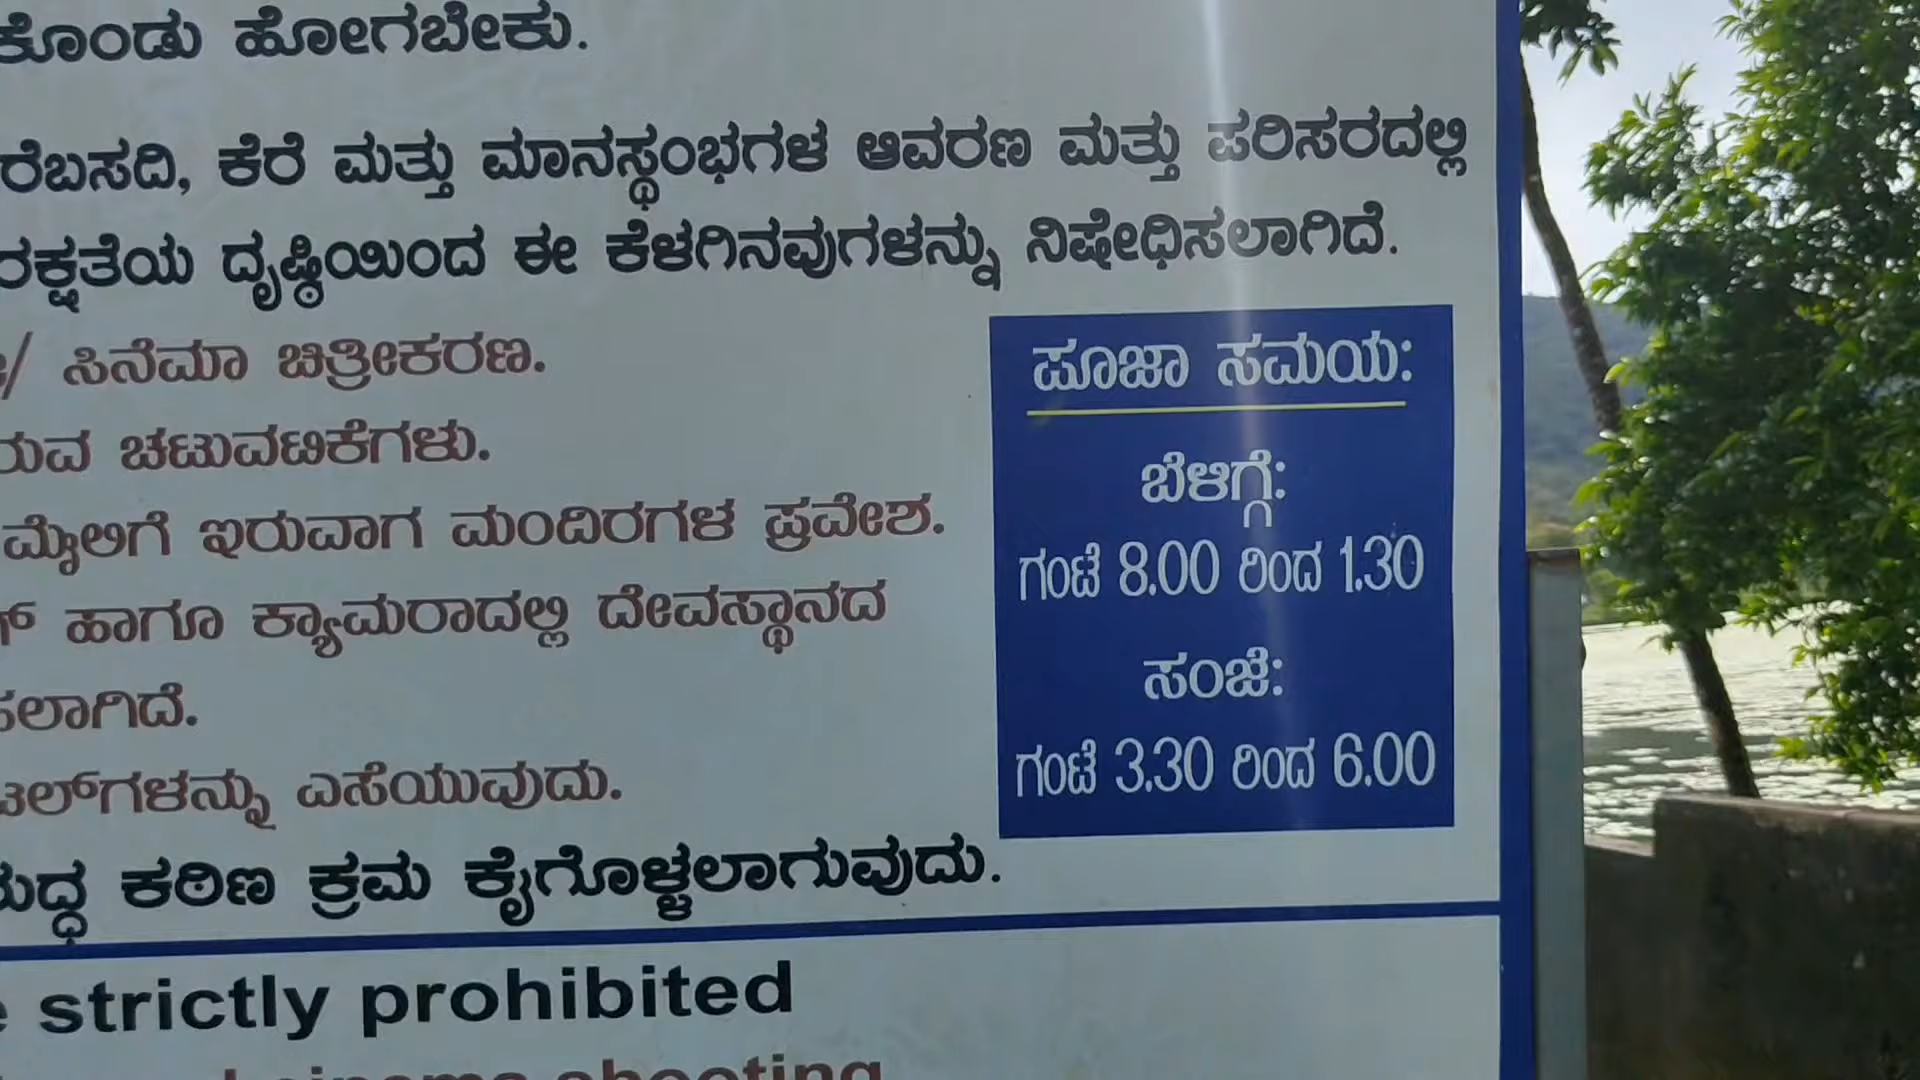 ಕೊಂಡು ಹೋಗಬೇಕು.
ರೆಬಸದಿ, ಕೆರೆ ಮತ್ತು ಮಾನಸ್ಥಂಭಗಳ ಆವರಣ ಮತ್ತು ಪರಿಸರದಲ್ಲಿ
ರಕ್ಷತೆಯ ದೃಷ್ಠಿಯಿಂದ ಈ ಕೆಳಗಿನವುಗಳನ್ನು ನಿಷೇಧಿಸಲಾಗಿದೆ.
/ ಸಿನೆಮಾ ಚಿತ್ರೀಕರಣ.
ರುವ ಚಟುವಟಿಕೆಗಳು.
ಮೈಲಿಗೆ ಇರುವಾಗ ಮಂದಿರಗಳ ಪ್ರವೇಶ.
ಗ್ ಹಾಗೂ ಕ್ಯಾಮರಾದಲ್ಲಿ ದೇವಸ್ಥಾನದ
ಸಲಾಗಿದೆ.
ಟಲ್‌ಗಳನ್ನು ಎಸೆಯುವುದು.
ರುದ್ಧ ಕಠಿಣ ಕ್ರಮ ಕೈಗೊಳ್ಳಲಾಗುವುದು.
ಪೂಜಾ ಸಮಯ:
ಬೆಳಿಗ್ಗೆ:
ಗಂಟೆ 8.00 ರಿಂದ 1.30
ಸಂಜೆ:
ಗಂಟೆ 3.30 ರಿಂದ 6.00
e strictly prohibited
shooting